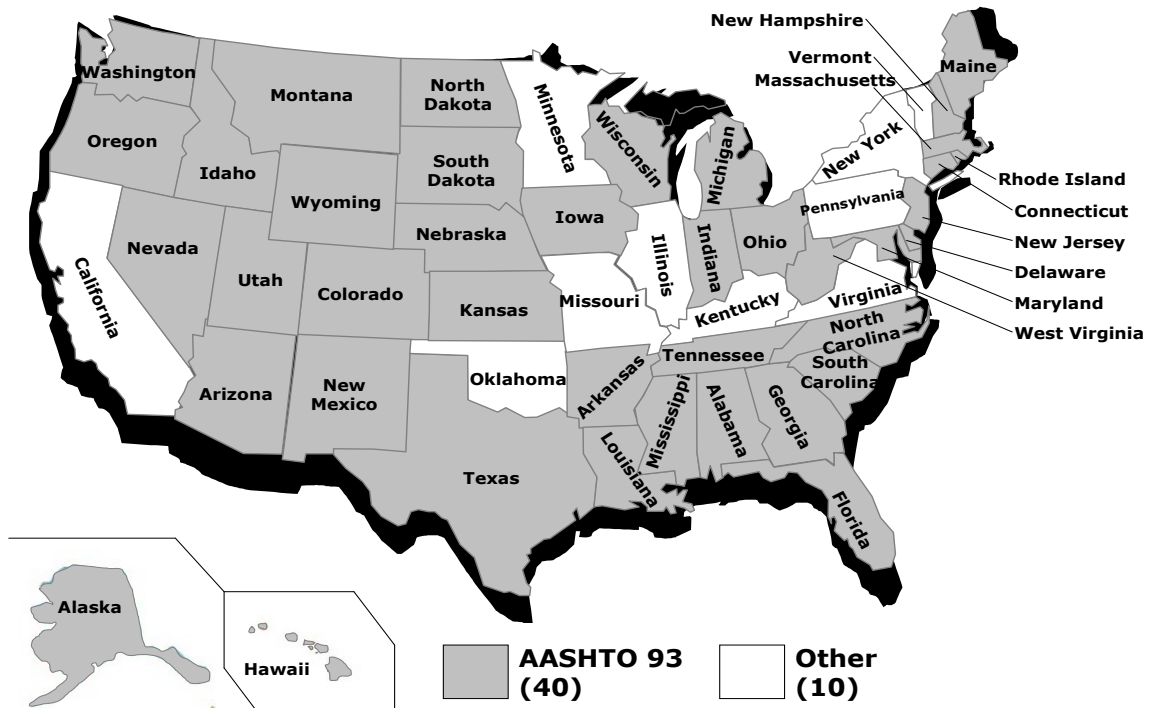 New Hampshire
Vermont
Massachusetts
Maine
Washington
Montana
North
Dakota
Minnesota
Wisconsin
Michigan
New York
Oregon
Idaho
South
Dakota
Wyoming
Iowa
Nebraska
Illinois
Indiana
Ohio
Pennsylvania
Rhode Island
Connecticut
New Jersey
Delaware
Maryland
West Virginia
Nevada
Utah
Colorado
California
Kansas
Missouri
Kentucky
Virginia
North
Carolina
Tennessee
South
Carolina
Arizona
New
Mexico
Oklahoma
Arkansas
Mississippi
Alabama
Georgia
Texas
Louisiana
Florida
Alaska
Hawaii
AASHTO 93
(40)
Other
(10)